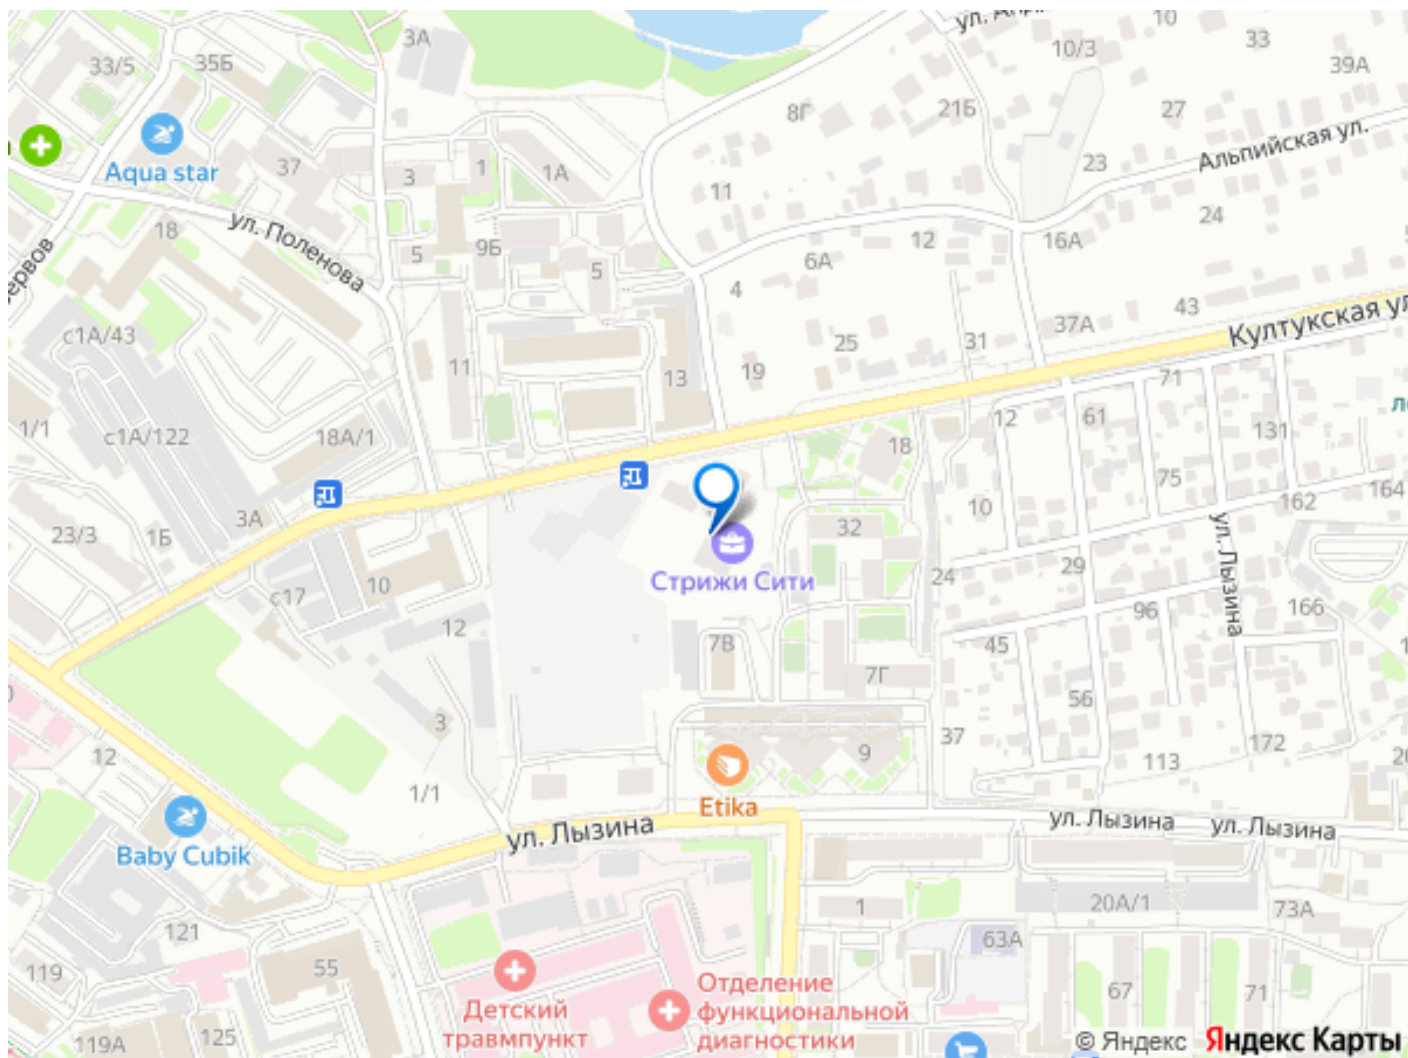 3А
10
33
33/5
35Б
10/3
39А
8Г
21Б
27
Альпийская ул.
Aqua star
37
3
1
1А
23
11
24
18
ул. Поленова
9Б
5
5
12
16А
6А
4
43
с1А/43
37А
Култукская ул
25
31
19
11
13
71
1/1
с1А/122
18А/1
12
61
131
18
75
162
164
10
3А
23/3
1Б
32
ул. Лызина
Стрижи Сити
24
29
с17
10
12
96
166
7В
45
7Г
3
56
37
172
12
9
113
1/1
Etika
ул. Лызина
ул. Лызина
ул. Лызина
Baby Cubik
1
20А/1
73А
121
63А
119
55
Детский
травмпункт
Отделение
функциональной
диагностики
67
71
125
119А
© Яндекс Яндекс Карты